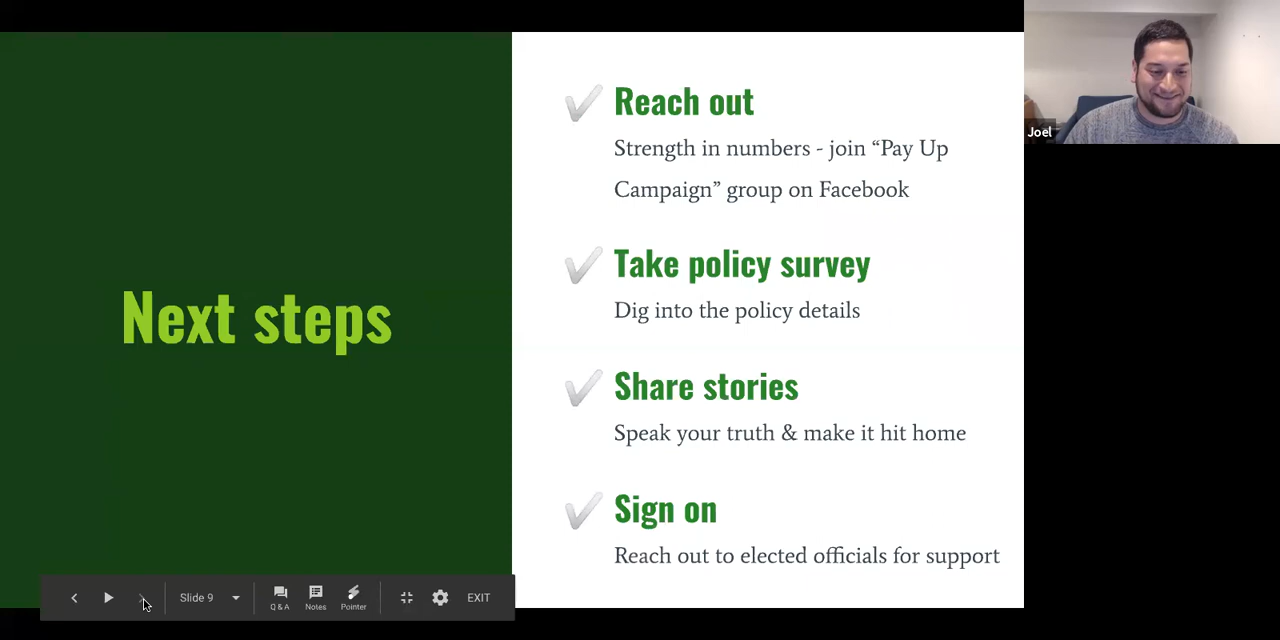 Next steps
Reach out
Strength in numbers - join “Pay Up
Campaign” group on Facebook
Take policy survey
Dig into the policy details
Share stories
Speak your truth & make it hit home
Sign on
Reach out to elected officials for support
Joel
Slide 9
Q & A
Notes
Pointer
EXIT